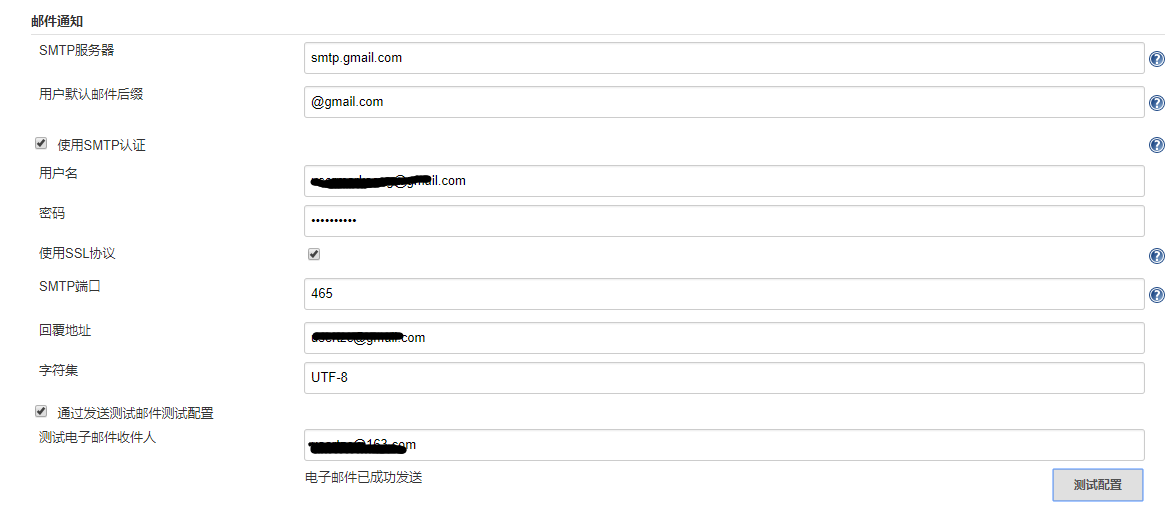 邮件通知
SMTP服务器
smtp.gmail.com
用户默认邮件后缀
@gmail.com
使用SMTP认证
用户名
@gmail.com
密码
••••••••••
使用SSL协议
SMTP端口
465
回覆地址
@gmail.com
字符集
UTF-8
通过发送测试邮件测试配置
测试电子邮件收件人
@163.com
电子邮件已成功发送
测试配置